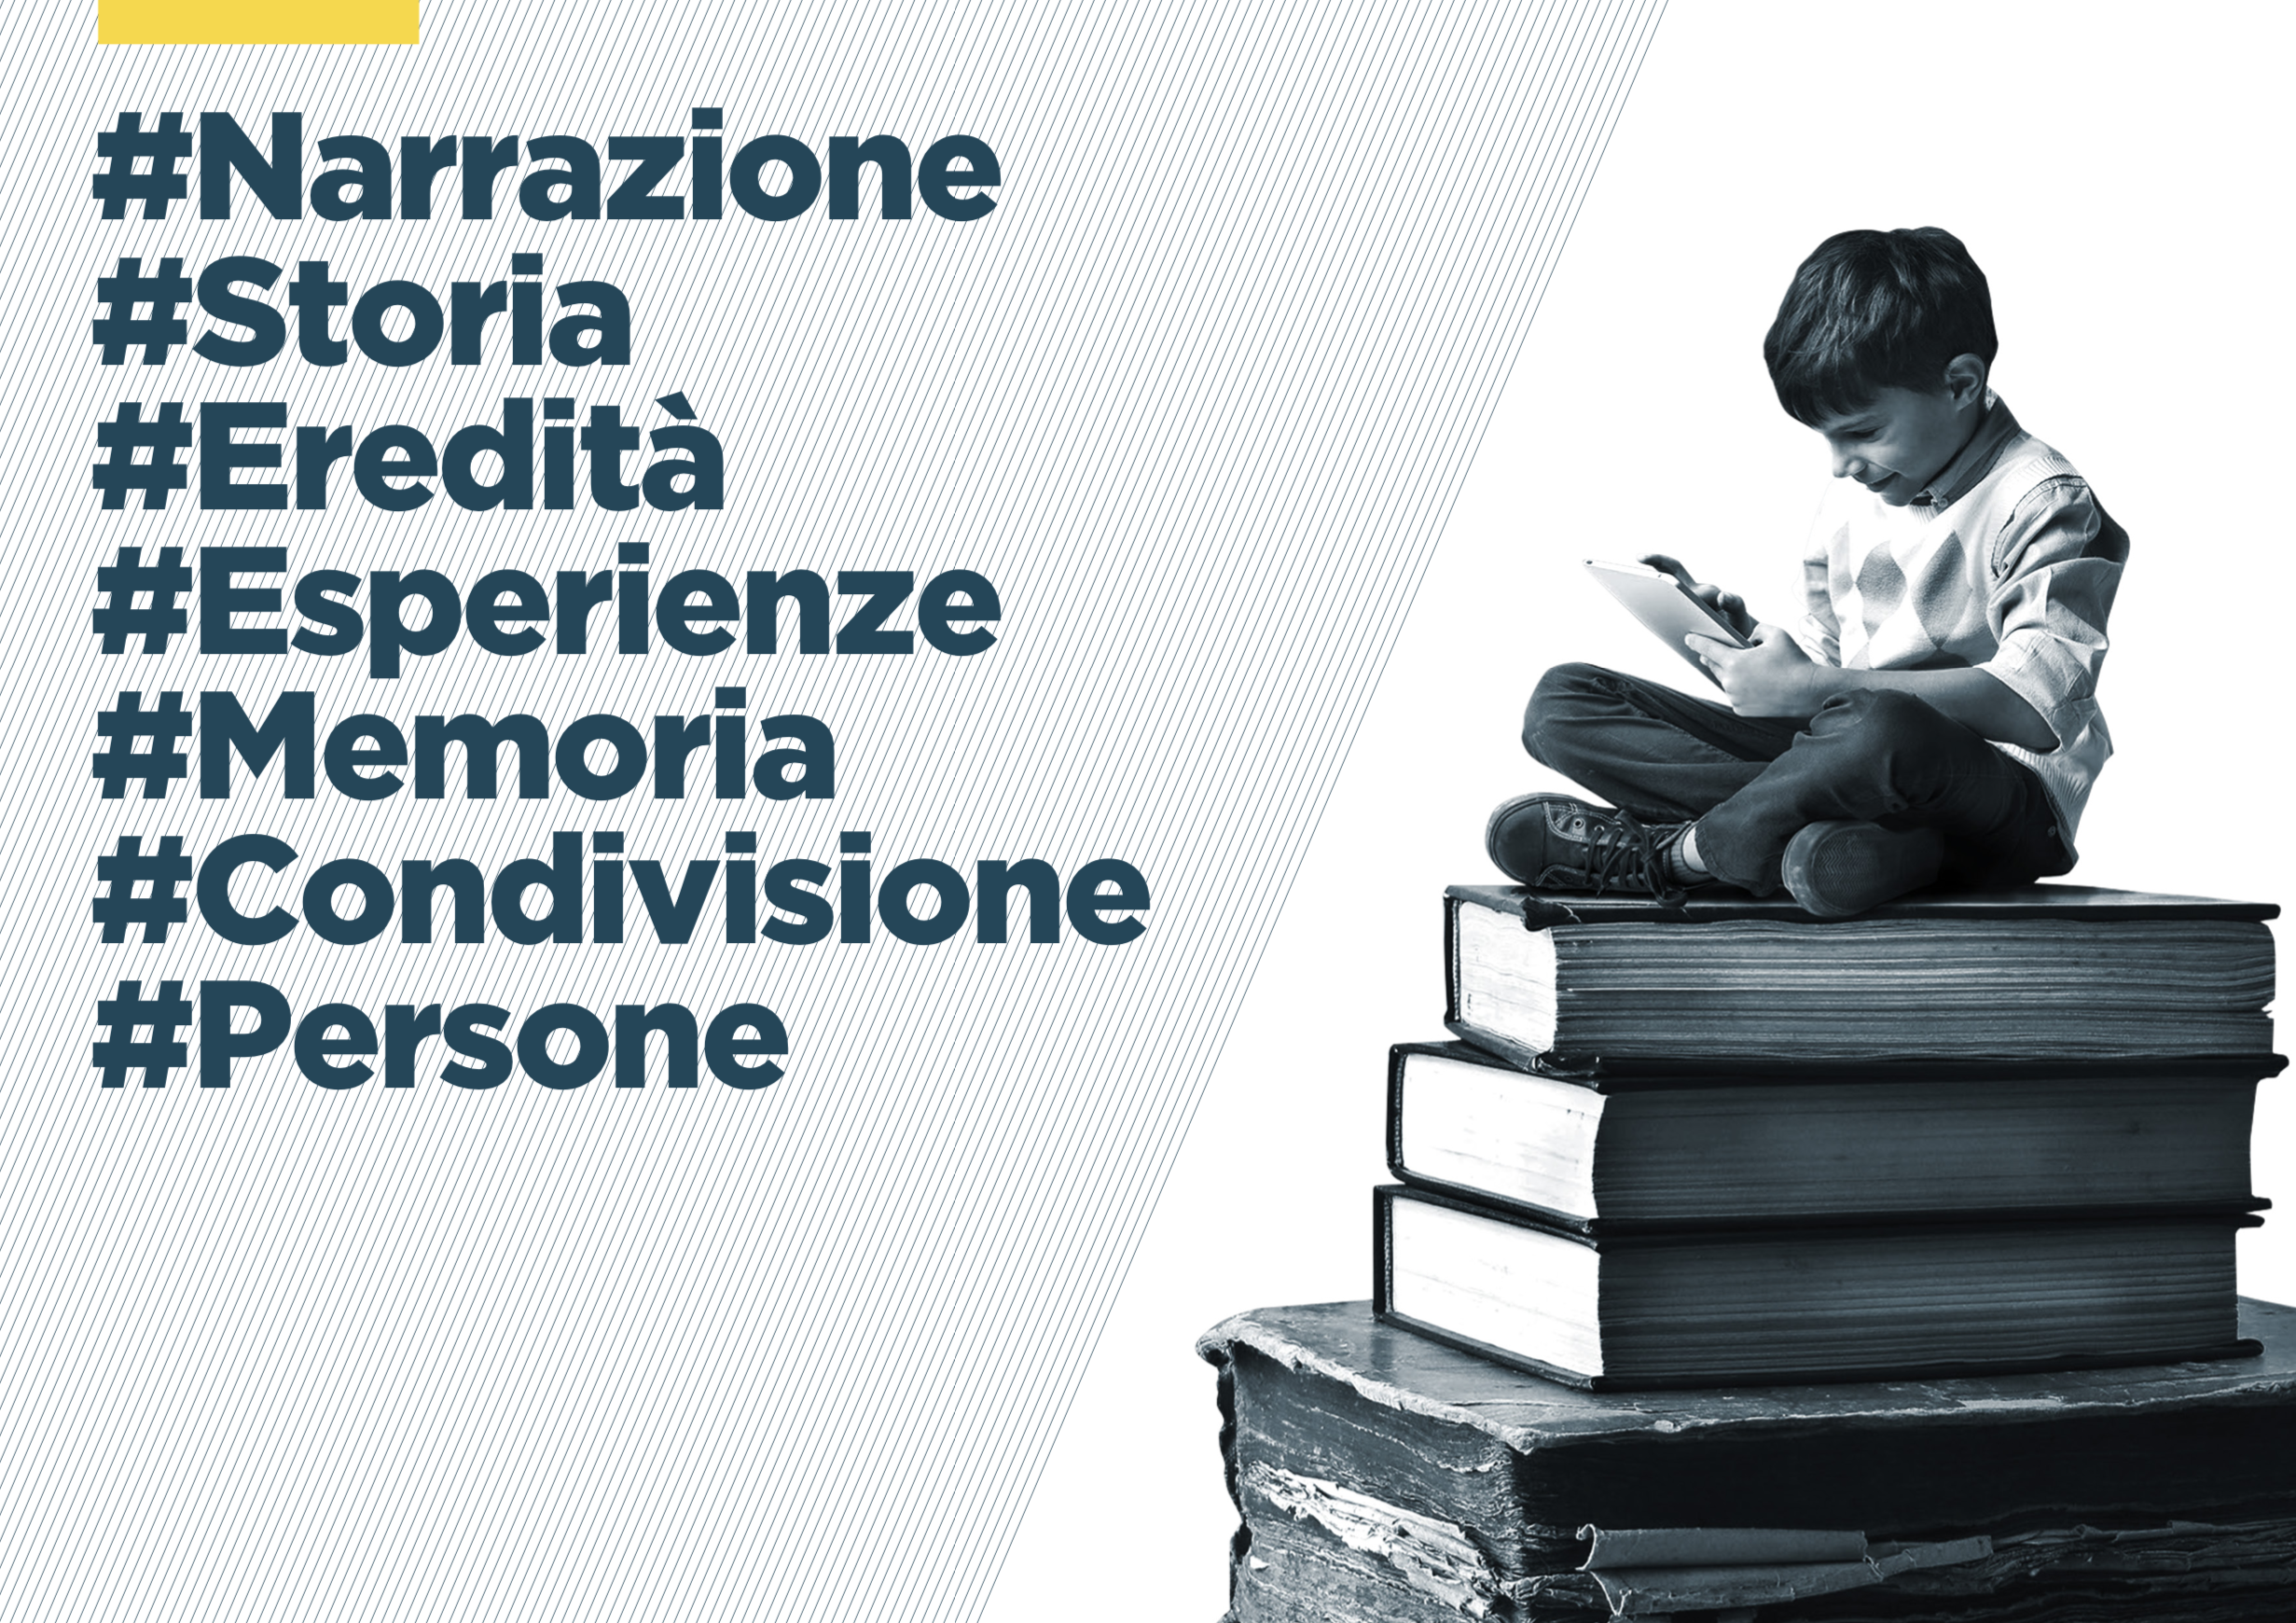 #Narrazione
#Storia
#Eredità
#Esperienze
#Memoria
#Condivisione
#Persone